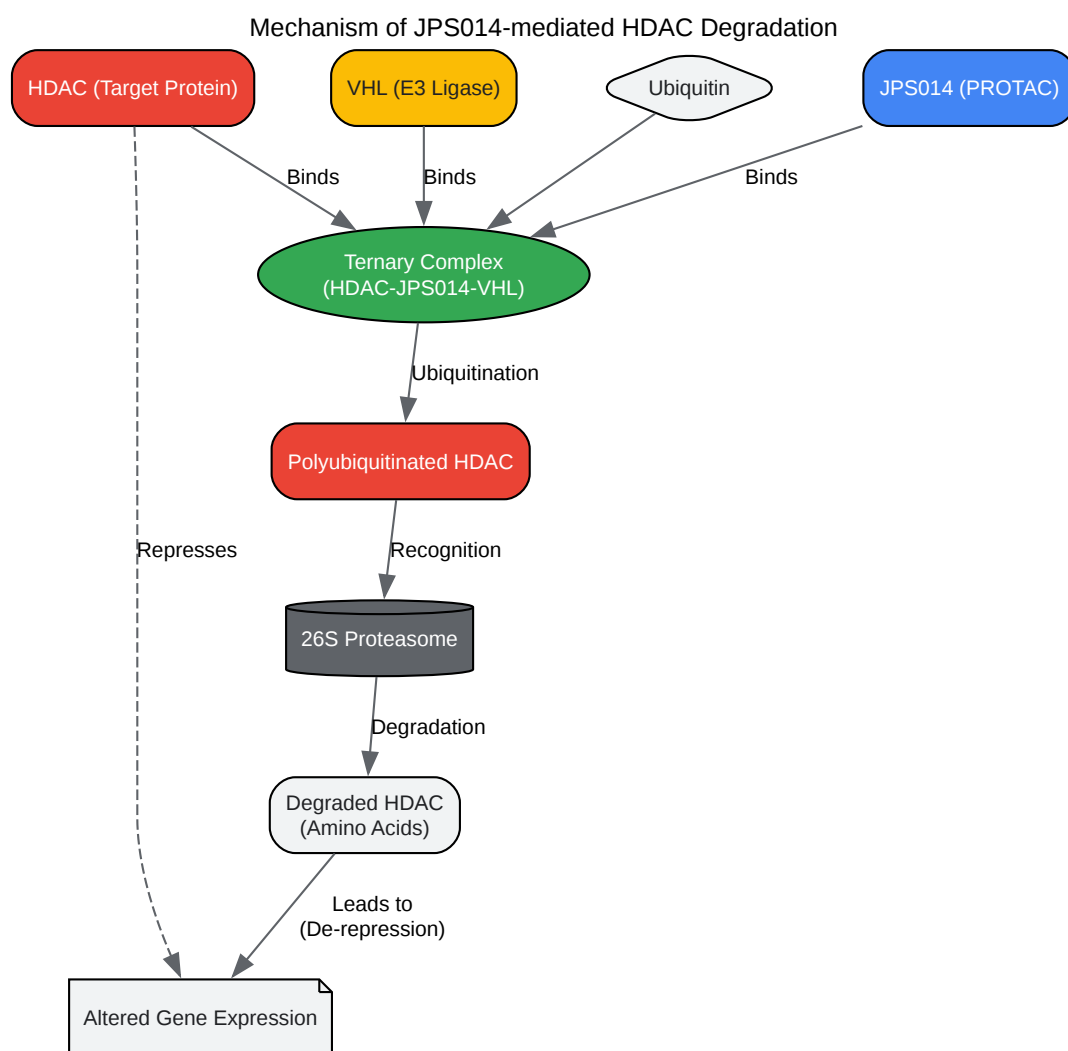 Mechanism of JPS014-mediated HDAC Degradation
HDAC (Target Protein)
VHL (E3 Ligase)
Ubiquitin
JPS014 (PROTAC)
Binds
Binds
Binds
Ternary Complex
(HDAC-JPS014-VHL)
Ubiquitination
Polyubiquitinated HDAC
Represses
Recognition
26S Proteasome
Degradation
Degraded HDAC
(Amino Acids)
Leads to
(De-repression)
Altered Gene Expression